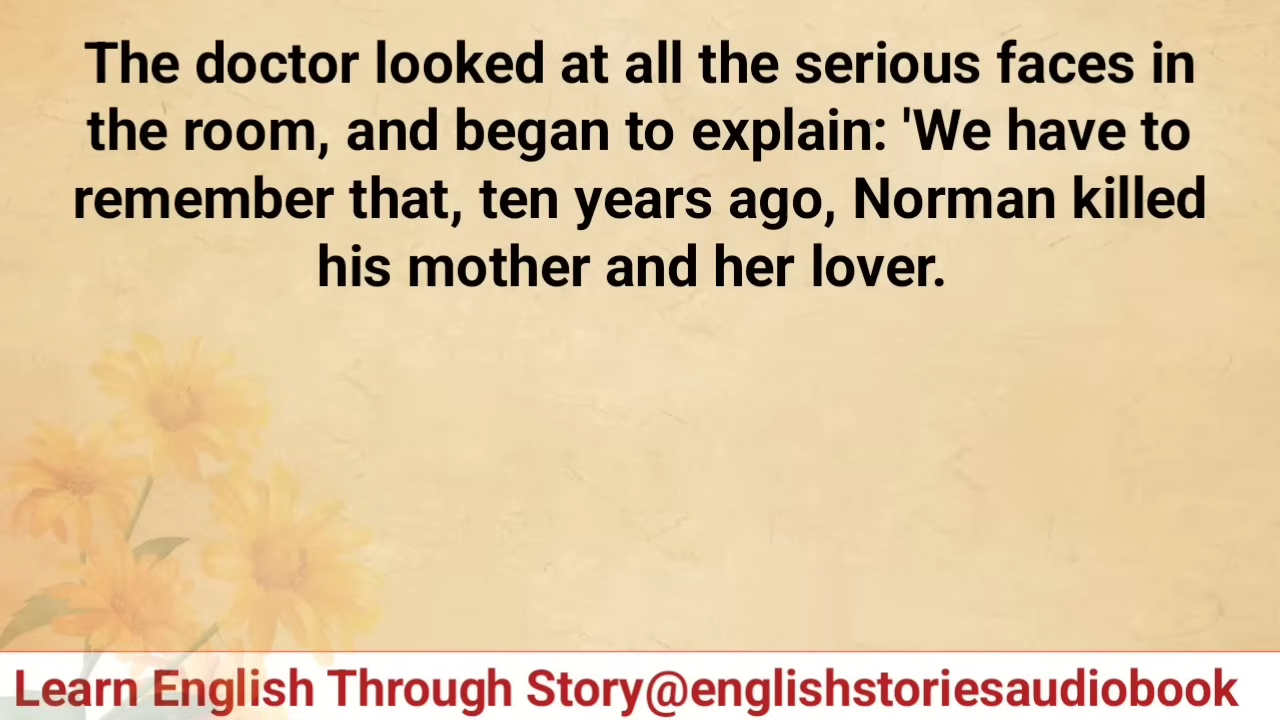 The doctor looked at all the serious faces in
the room, and began to explain: 'We have to
remember that, ten years ago, Norman killed
his mother and her lover.
Learn English Through Story@englishstoriesaudiobook